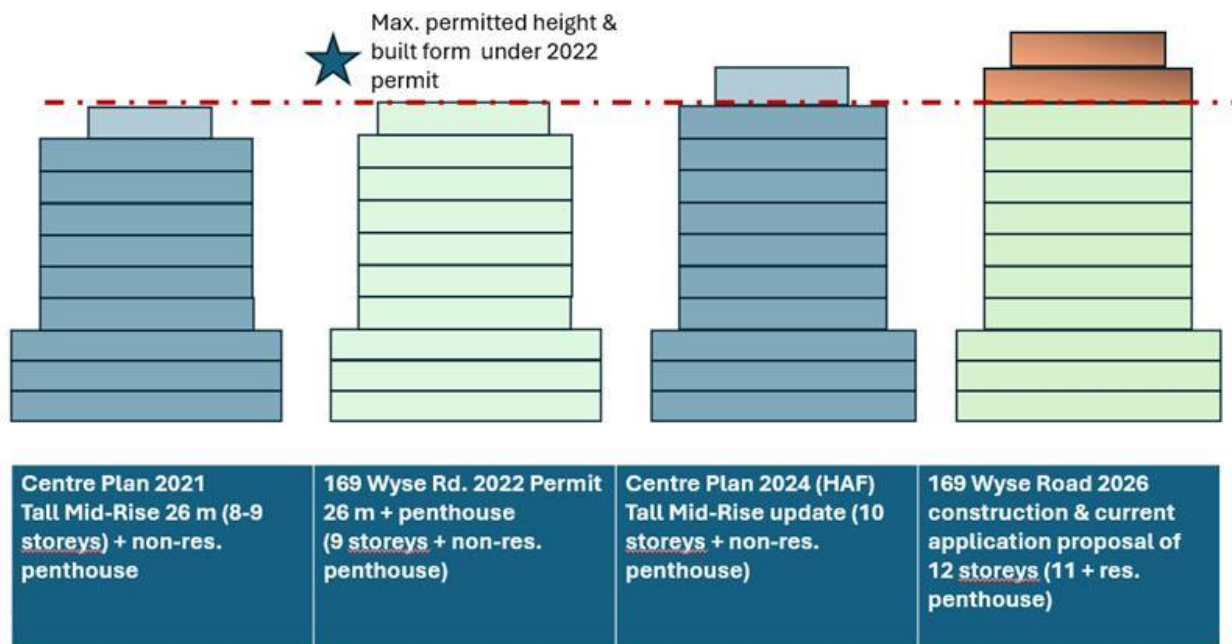 Max. permitted height &
built form under 2022
permit
Centre Plan 2021
Tall Mid-Rise 26 m (8-9
storeys) + non-res.
penthouse
169 Wyse Rd. 2022 Permit
26 m + penthouse
(9 storeys + non-res.
penthouse)
Centre Plan 2024 (HAF)
Tall Mid-Rise update (10
storeys + non-res.
penthouse)
169 Wyse Road 2026
construction & current
application proposal of
12 storeys (11 + res.
penthouse)